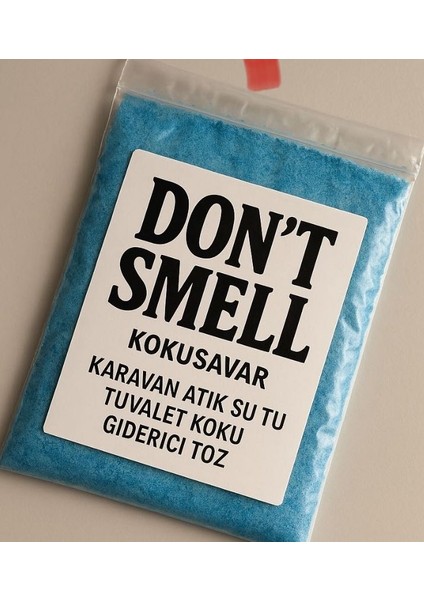 DON'T
SMELL
KOKUSAVAR
KARAVAN ATIK SU TU
TUVALET KOKU
GIDERICI TOZ